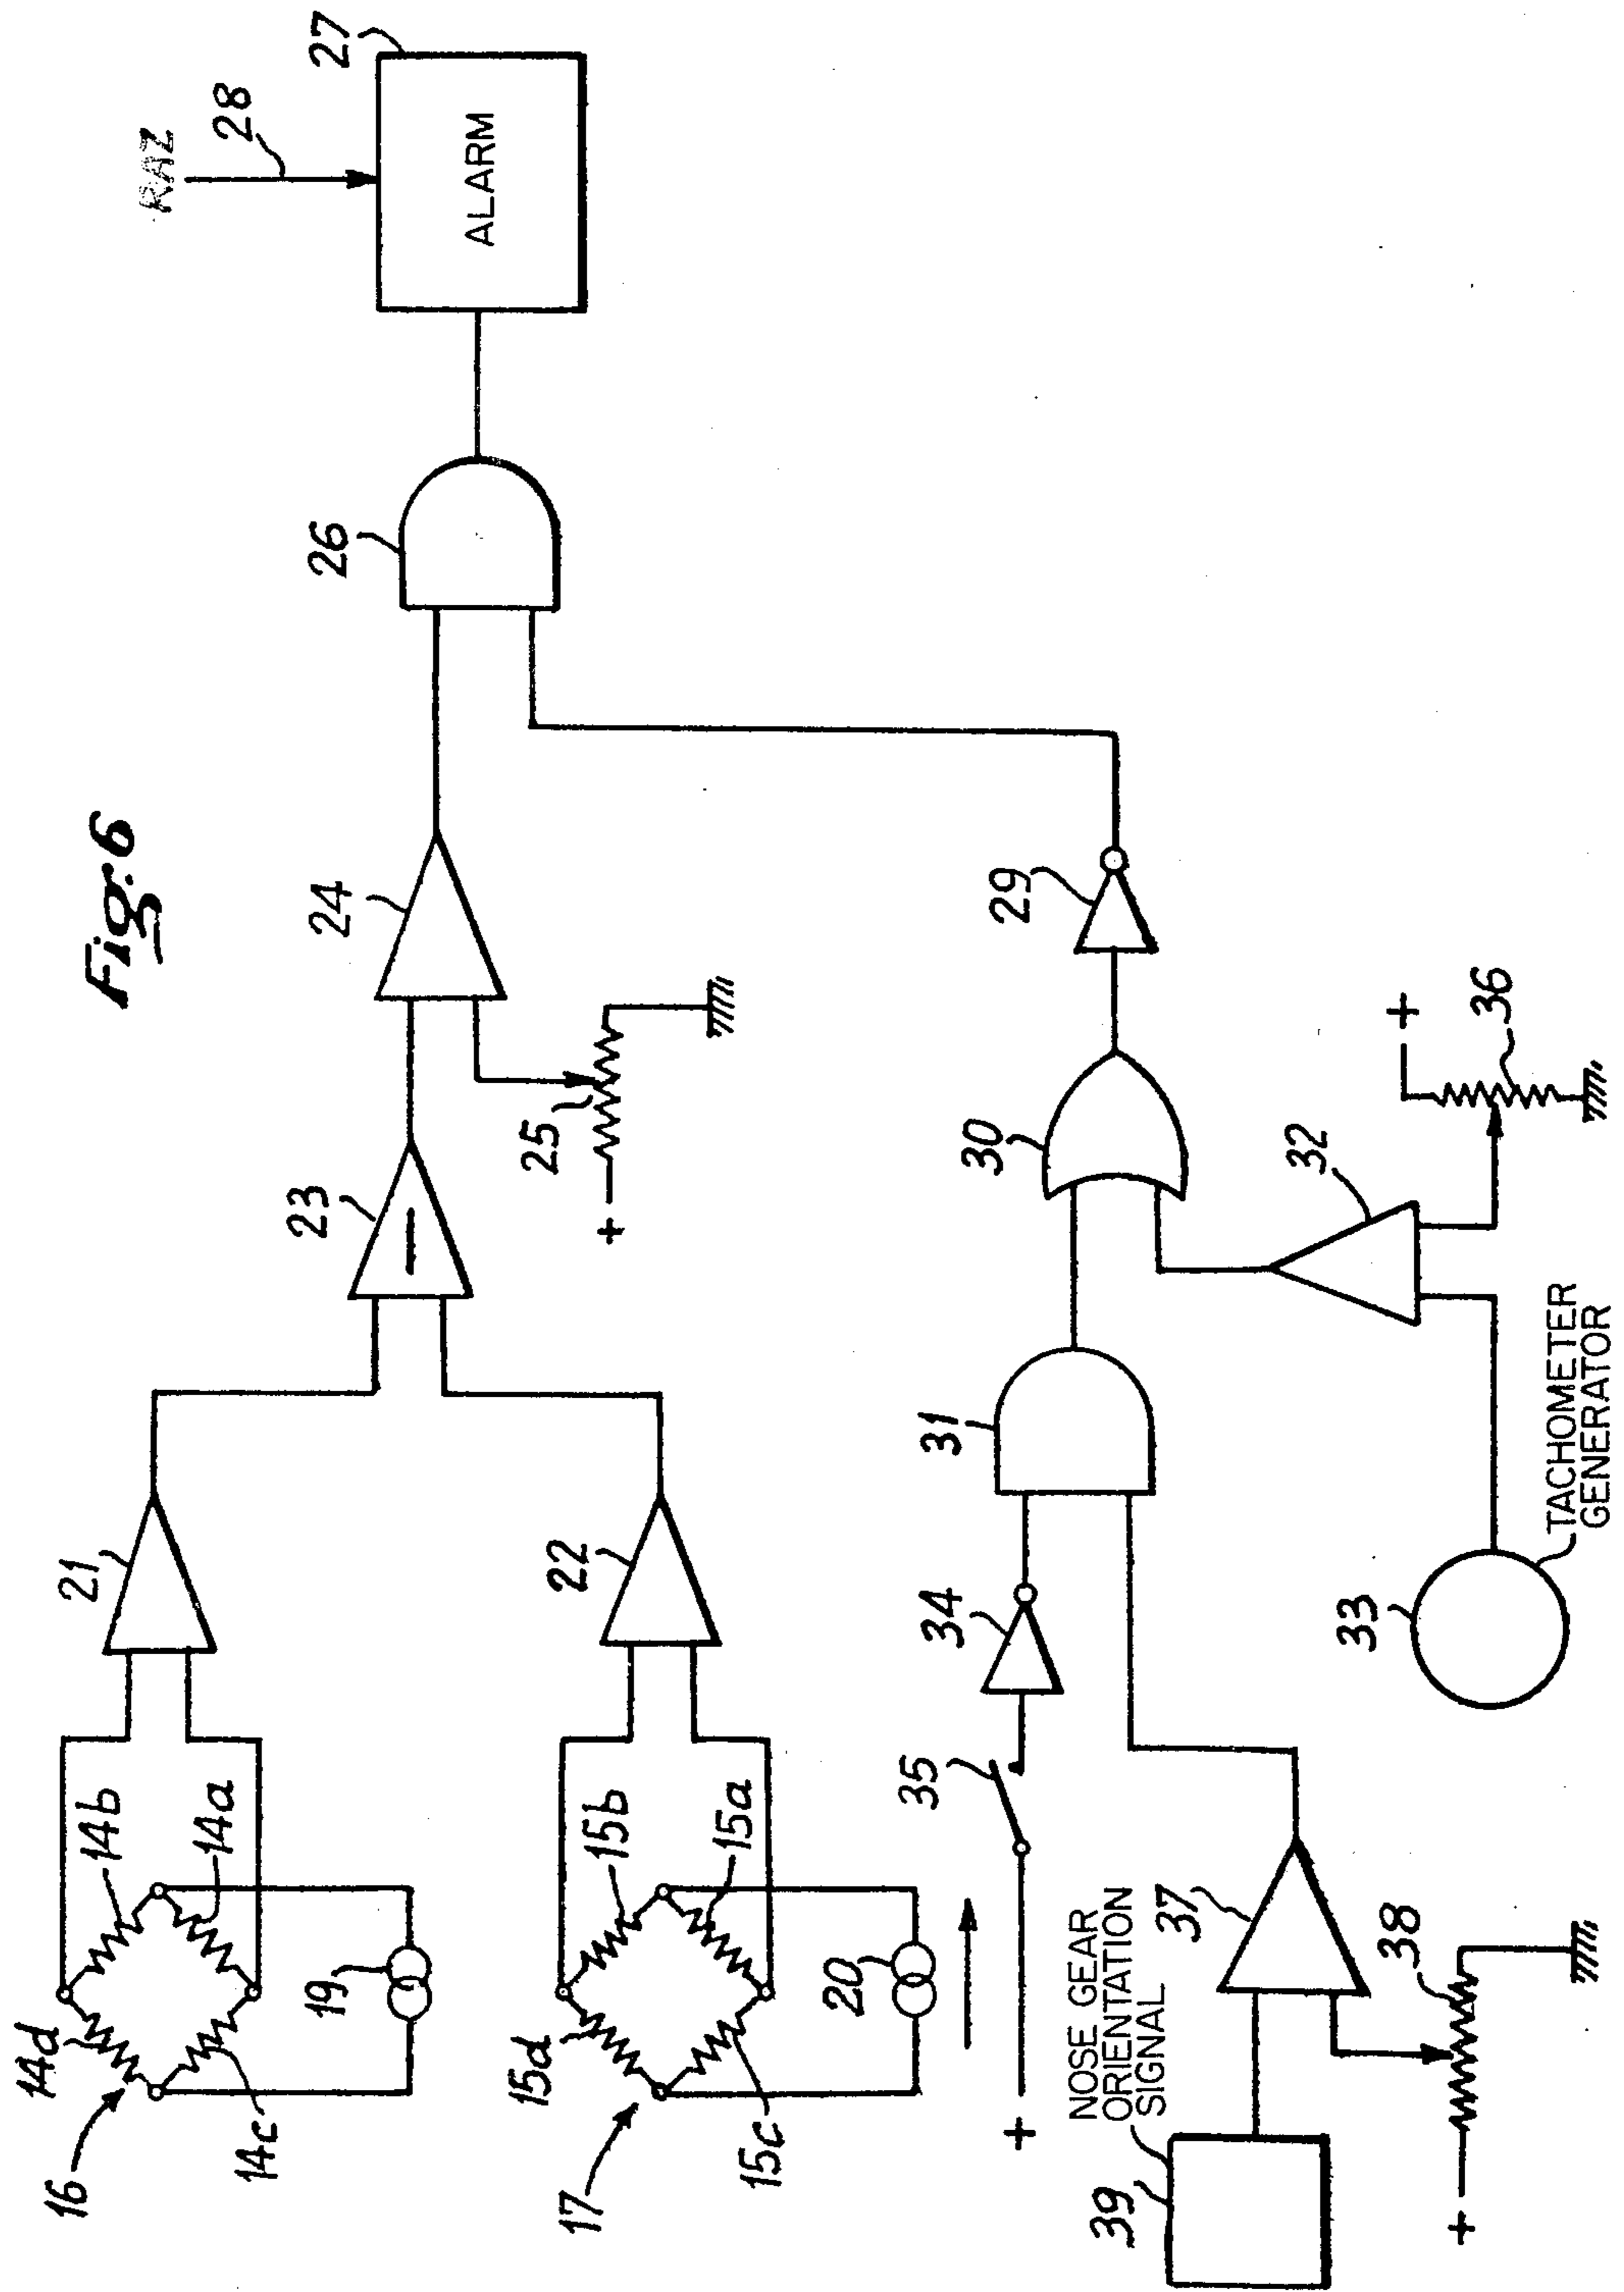 Fig. 6
16
14d
14b
14a
14c
19
21
17
15d
15b
15a
15c
20
22
23
24
25
+
26
RAZ
28
27
ALARM
+
35
34
31
30
29
39
NOSE GEAR
ORIENTATION
SIGNAL
37
38
+
33
TACHOMETER
GENERATOR
32
36
+